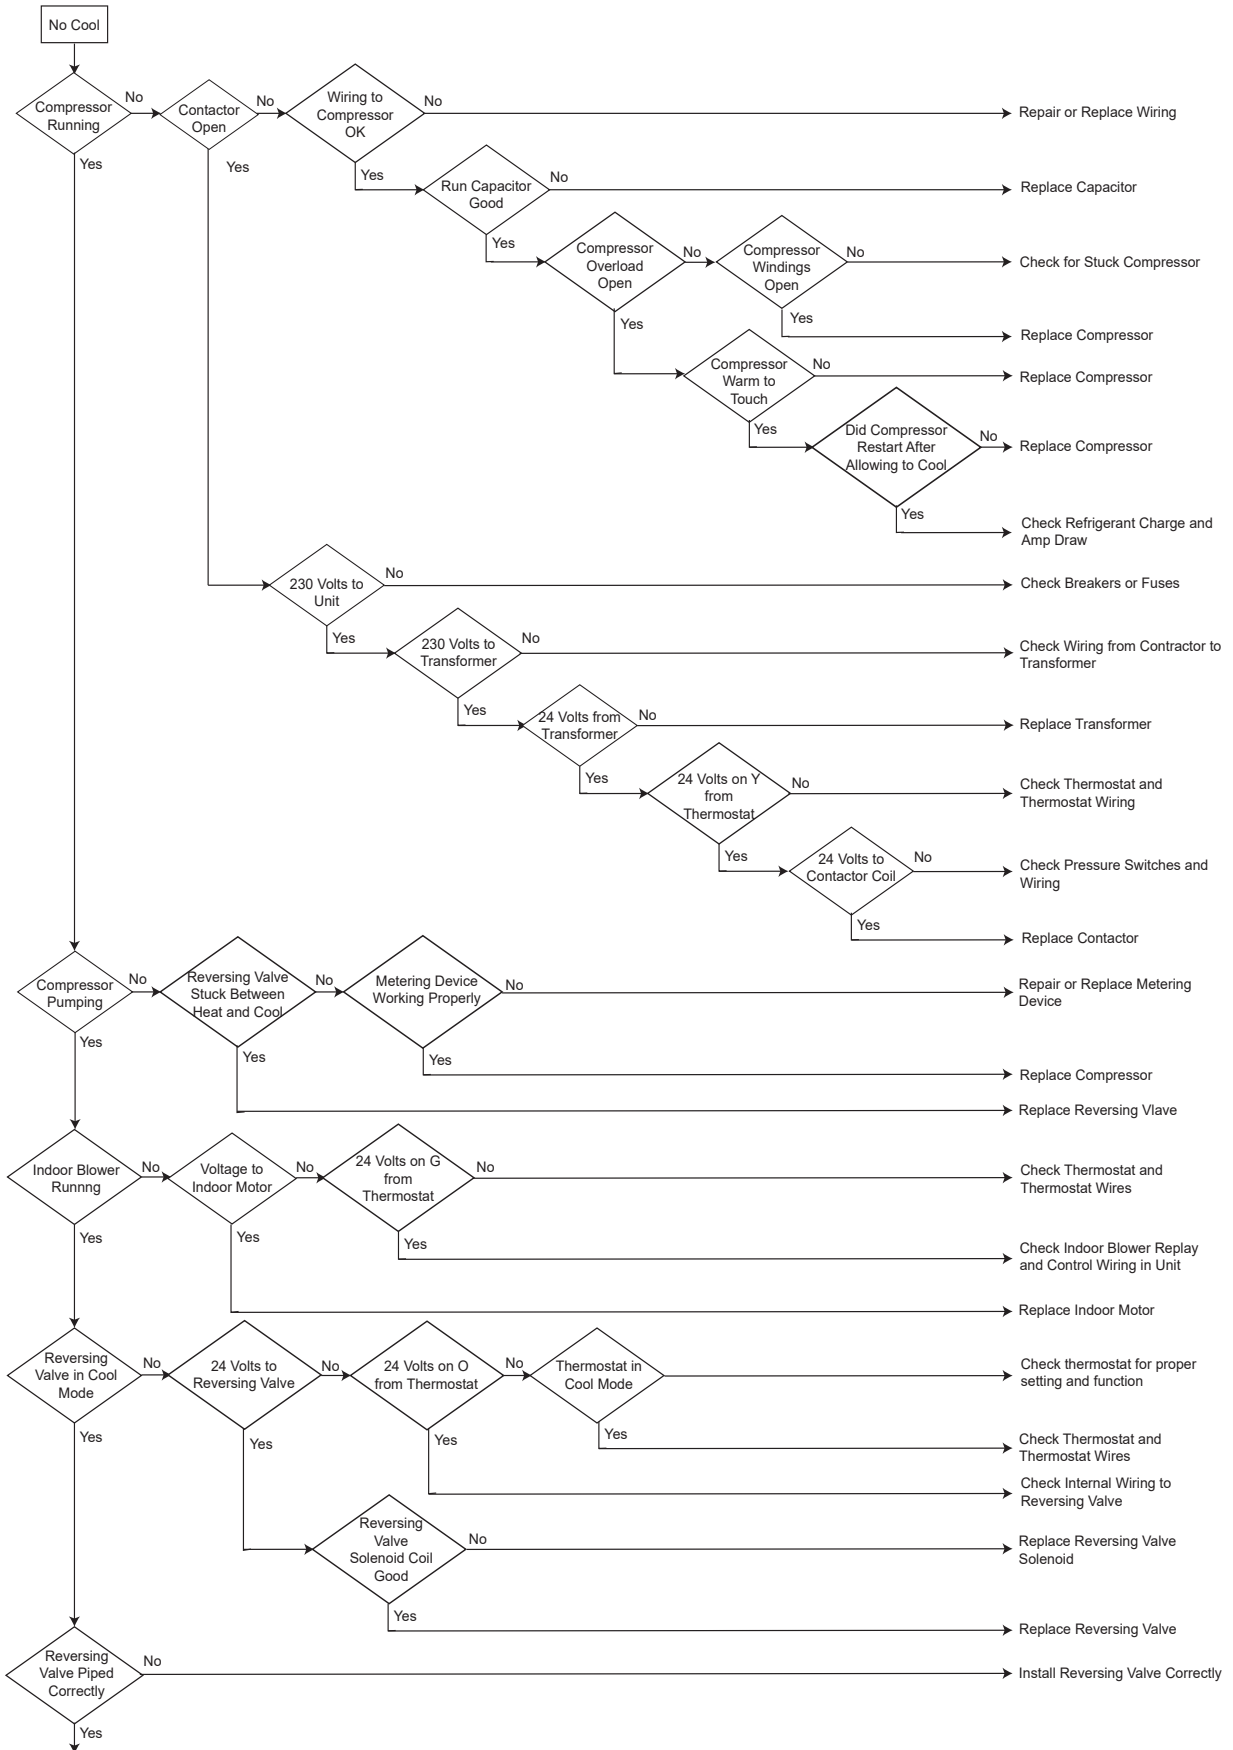 No Cool
Compressor
Running
No
Yes
Contactor
Open
No
Yes
Wiring to
Compressor
OK
No
Yes
Repair or Replace Wiring
Run Capacitor
Good
No
Yes
Replace Capacitor
Compressor
Overload
Open
No
Yes
Compressor
Windings
Open
No
Yes
Check for Stuck Compressor
Replace Compressor
Compressor
Warm to
Touch
No
Yes
Replace Compressor
Did Compressor
Restart After
Allowing to Cool
No
Yes
Replace Compressor
Check Refrigerant Charge and
Amp Draw
230 Volts to
Unit
No
Yes
Check Breakers or Fuses
230 Volts to
Transformer
No
Yes
Check Wiring from Contractor to
Transformer
24 Volts from
Transformer
No
Yes
Replace Transformer
24 Volts on Y
from
Thermostat
No
Yes
Check Thermostat and
Thermostat Wiring
24 Volts to
Contactor Coil
No
Yes
Check Pressure Switches and
Wiring
Replace Contactor
Compressor
Pumping
No
Yes
Reversing Valve
Stuck Between
Heat and Cool
No
Yes
Metering Device
Working Properly
No
Yes
Repair or Replace Metering
Device
Replace Compressor
Replace Reversing Vlave
Indoor Blower
Runnng
No
Yes
Voltage to
Indoor Motor
No
Yes
24 Volts on G
from
Thermostat
No
Yes
Check Thermostat and
Thermostat Wires
Check Indoor Blower Replay
and Control Wiring in Unit
Replace Indoor Motor
Reversing
Valve in Cool
Mode
No
Yes
24 Volts to
Reversing Valve
No
Yes
24 Volts on O
from Thermostat
No
Yes
Thermostat in
Cool Mode
Yes
Check thermostat for proper
setting and function
Check Thermostat and
Thermostat Wires
Check Internal Wiring to
Reversing Valve
Reversing
Valve
Solenoid Coil
Good
No
Yes
Replace Reversing Valve
Solenoid
Replace Reversing Valve
Reversing
Valve Piped
Correctly
No
Yes
Install Reversing Valve Correctly